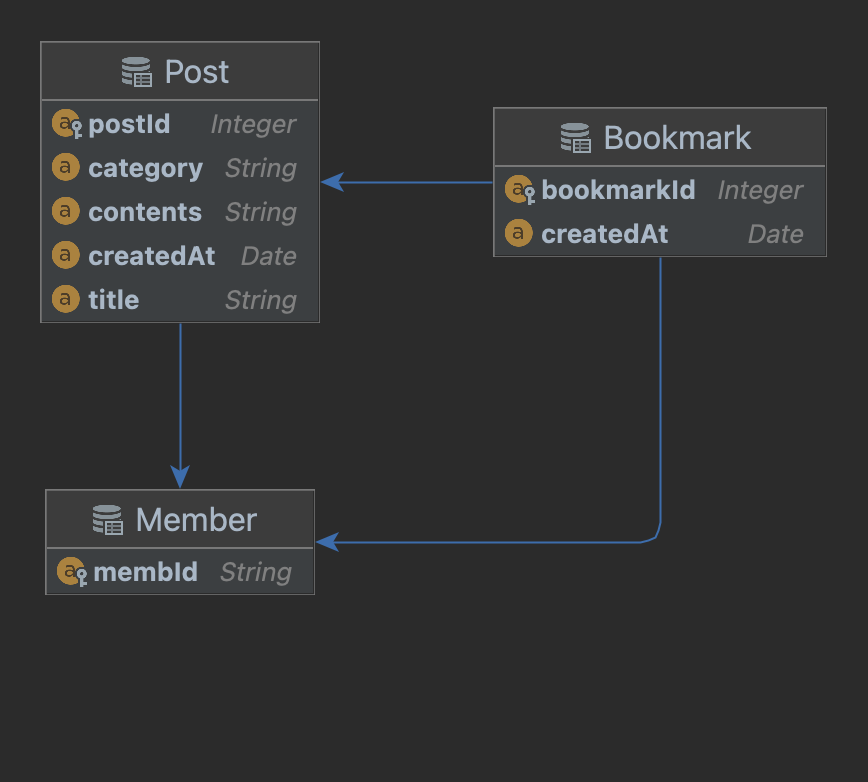 Post
postId Integer
category String
contents String
createdAt Date
title String
Bookmark
bookmarkId Integer
createdAt Date
Member
membId String